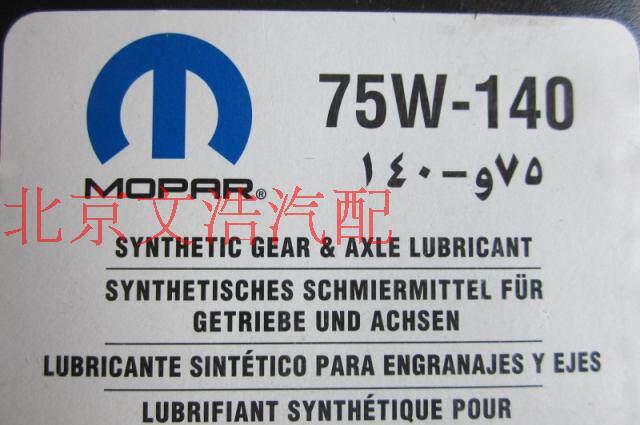 75W-140
١٤٠-و٧٥
MOPAR®
北京文浩汽配
SYNTHETIC GEAR & AXLE LUBRICANT
SYNTHETISCHES SCHMIERMITTEL FÜR
GETRIEBE UND ACHSEN
LUBRICANTE SINTÉTICO PARA ENGRANAJES Y EJES
LUBRIFIANT SYNTHÉTIQUE POUR